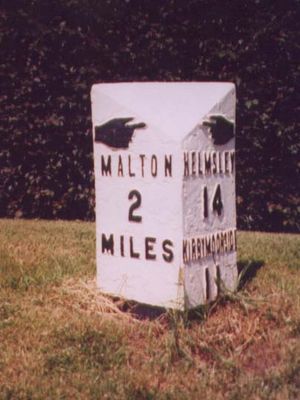 MALTON
2
MILES
HELMSLEY
14
KIRBYMOORSIDE
11